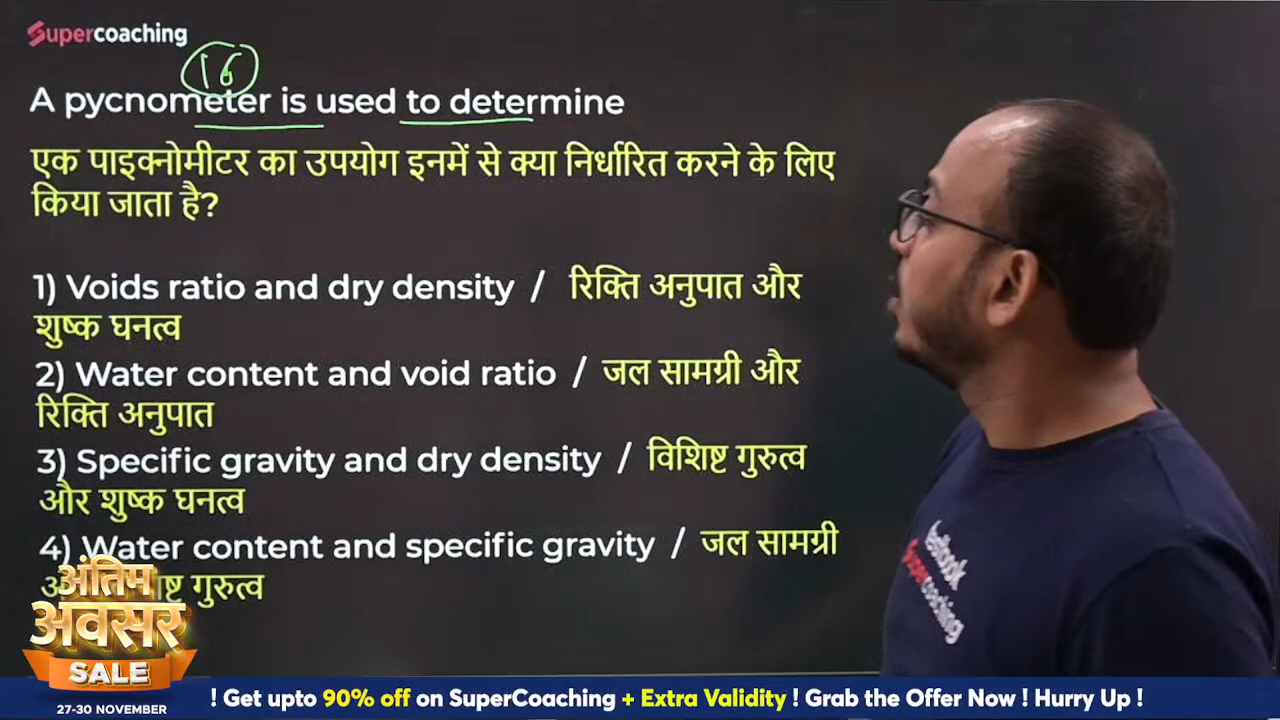 Supercoaching
16
A pycnometer is used to determine
एक पाइक्नोमीटर का उपयोग इनमें से क्या निर्धारित करने के लिए
किया जाता है?
1) Voids ratio and dry density / रिक्ति अनुपात और
शुष्क घनत्व
2) Water content and void ratio / जल सामग्री और
रिक्ति अनुपात
3) Specific gravity and dry density / विशिष्ट गुरुत्व
और शुष्क घनत्व
4) Water content and specific gravity / जल सामग्री
गुरुत्व
अंतिम
अवसर
SALE
27-30 NOVEMBER
! Get upto 90% off on SuperCoaching + Extra Validity ! Grab the Offer Now ! Hurry Up !
testbook
Supercoaching